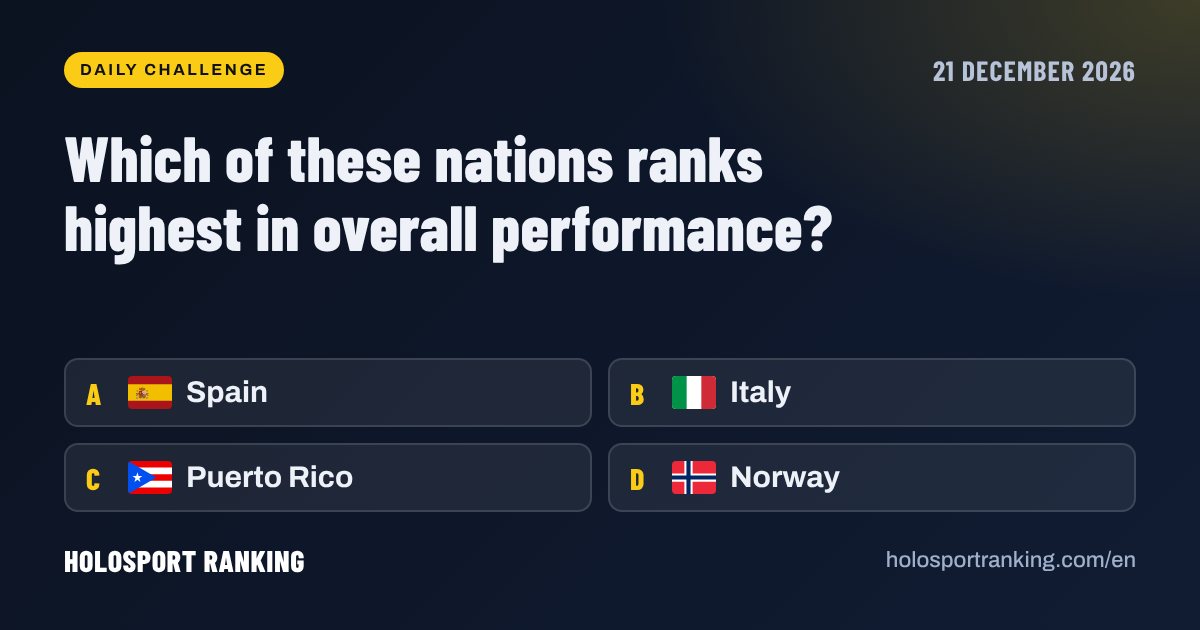 DAILY CHALLENGE
21 DECEMBER 2026
Which of these nations ranks
highest in overall performance?
A Spain
B Italy
C Puerto Rico
D Norway
HOLOSPORT RANKING
holosportranking.com/en